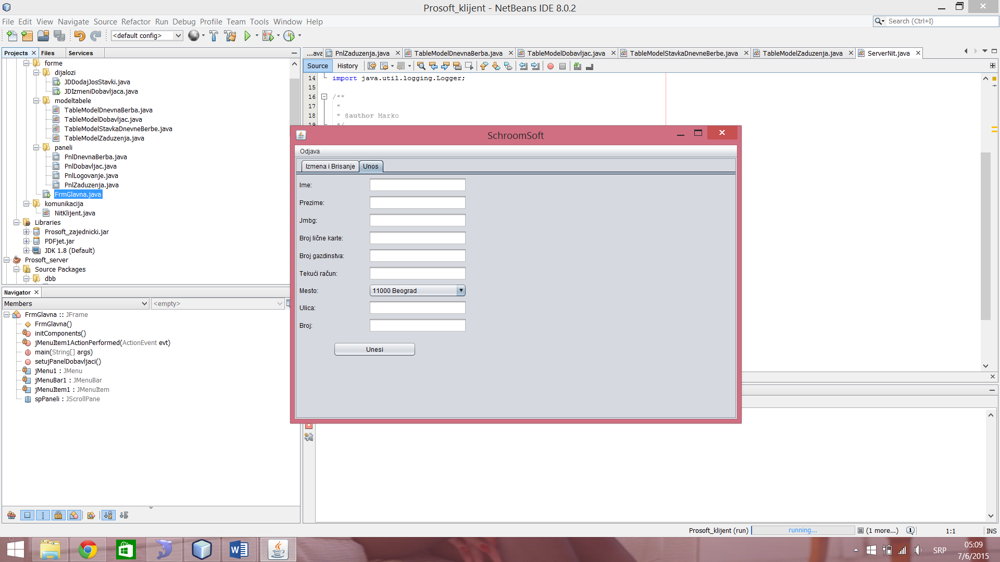 Prosoft_klijent - NetBeans IDE 8.0.2
File Edit View Navigate Source Refactor Run Debug Profile Team Tools Window Help
Search (Ctrl+I)
<default config>
Projects Files Services
forme
dijalozi
JDDodajJosStavki.java
JDIzmeniDobavljaca.java
modeltabele
TableModelDnevnaBerba.java
TableModelDobavljac.java
TableModelStavkaDnevneBerbe.java
TableModelZaduzenja.java
paneli
PnlDnevnaBerba.java
PnlDobavljac.java
PnlLogovanje.java
PnlZaduzenja.java
FrmGlavna.java
komunikacija
NitKlijent.java
Libraries
Prosoft_zajednicki.jar
PDFjet.jar
JDK 1.8 (Default)
Prosoft_server
Source Packages
dbb
Navigator
Members
<empty>
FrmGlavna :: JFrame
FrmGlavna()
initComponents()
jMenuItem1ActionPerformed(ActionEvent evt)
main(String[] args)
setujPanelDobavljaci()
jMenu1 : JMenu
jMenuBar1 : JMenuBar
jMenuItem1 : JMenuItem
spPaneli : JScrollPane
...ava PnlZaduzenja.java TableModelDnevnaBerba.java TableModelDobavljac.java TableModelStavkaDnevneBerbe.java TableModelZaduzenja.java ServerNit.java
Source History
14 import java.util.logging.Logger;
15
16 /**
17 *
18 * @author Marko
19 */
SchroomSoft
Odjava
Izmena i Brisanje Unos
Ime:
Prezime:
Jmbg:
Broj lične karte:
Broj gazdinstva:
Tekući račun:
Mesto: 11000 Beograd
Ulica:
Broj:
Unesi
Prosoft_klijent (run) running... (1 more...) 1:1 INS
SRP
05:09
7/6/2015